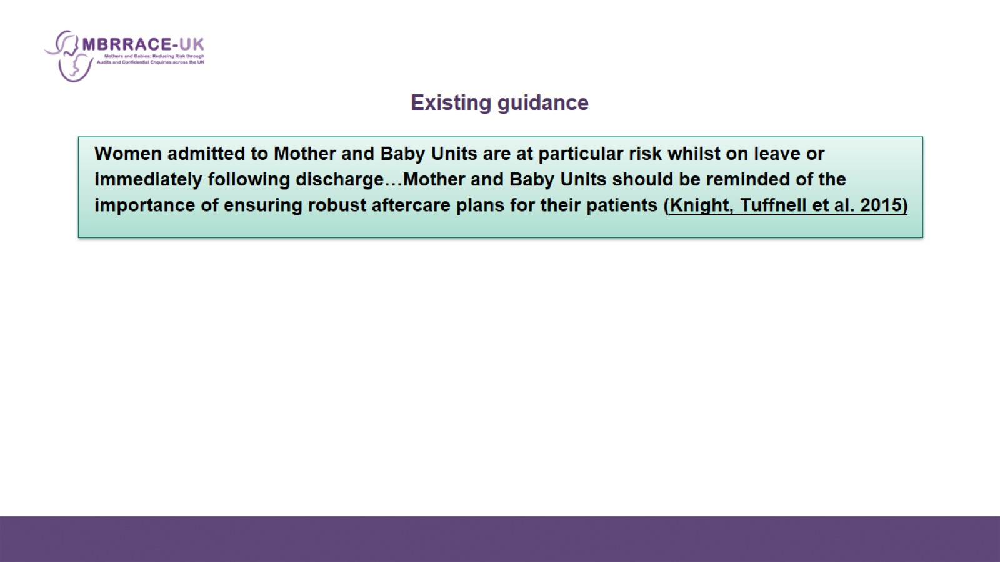 MBRRACE-UK
Mothers and Babies: Reducing Risk through
Audits and Confidential Enquiries across the UK
Existing guidance
Women admitted to Mother and Baby Units are at particular risk whilst on leave or
immediately following discharge…Mother and Baby Units should be reminded of the
importance of ensuring robust aftercare plans for their patients (Knight, Tuffnell et al. 2015)